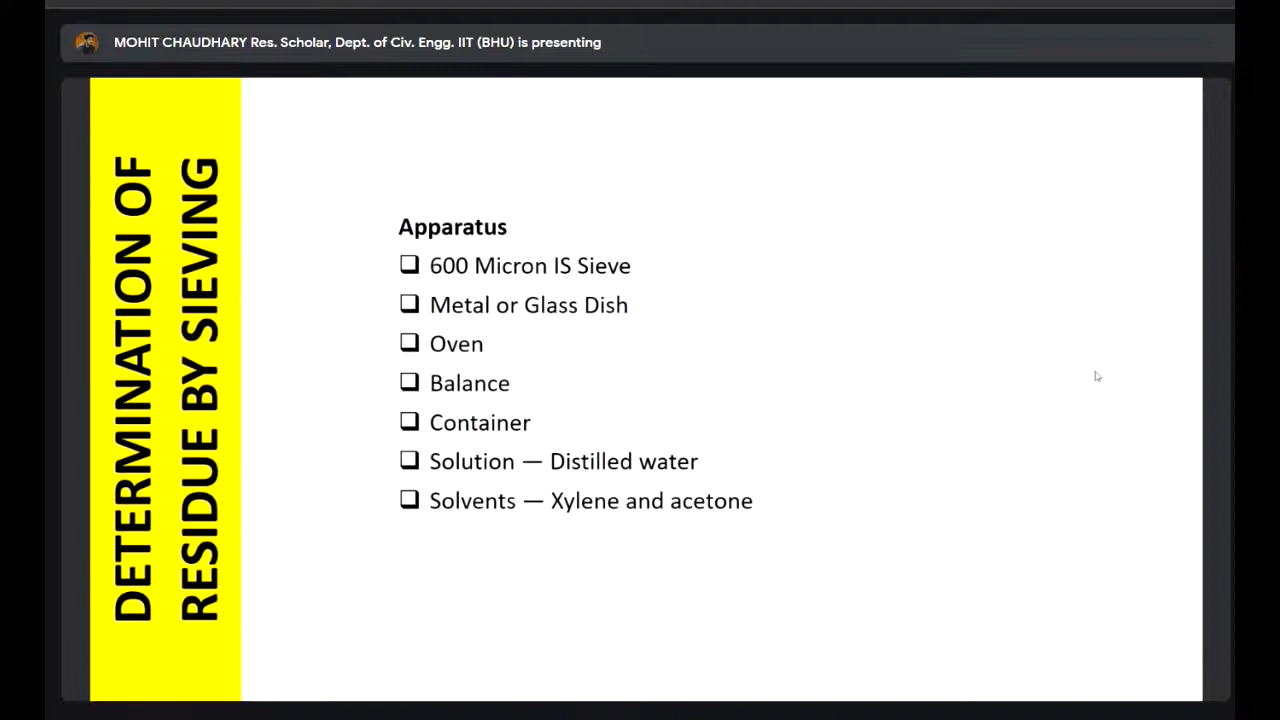 MOHIT CHAUDHARY Res. Scholar, Dept. of Civ. Engg. IIT (BHU) is presenting
DETERMINATION OF
RESIDUE BY SIEVING
Apparatus
❑ 600 Micron IS Sieve
❑ Metal or Glass Dish
❑ Oven
❑ Balance
❑ Container
❑ Solution — Distilled water
❑ Solvents — Xylene and acetone